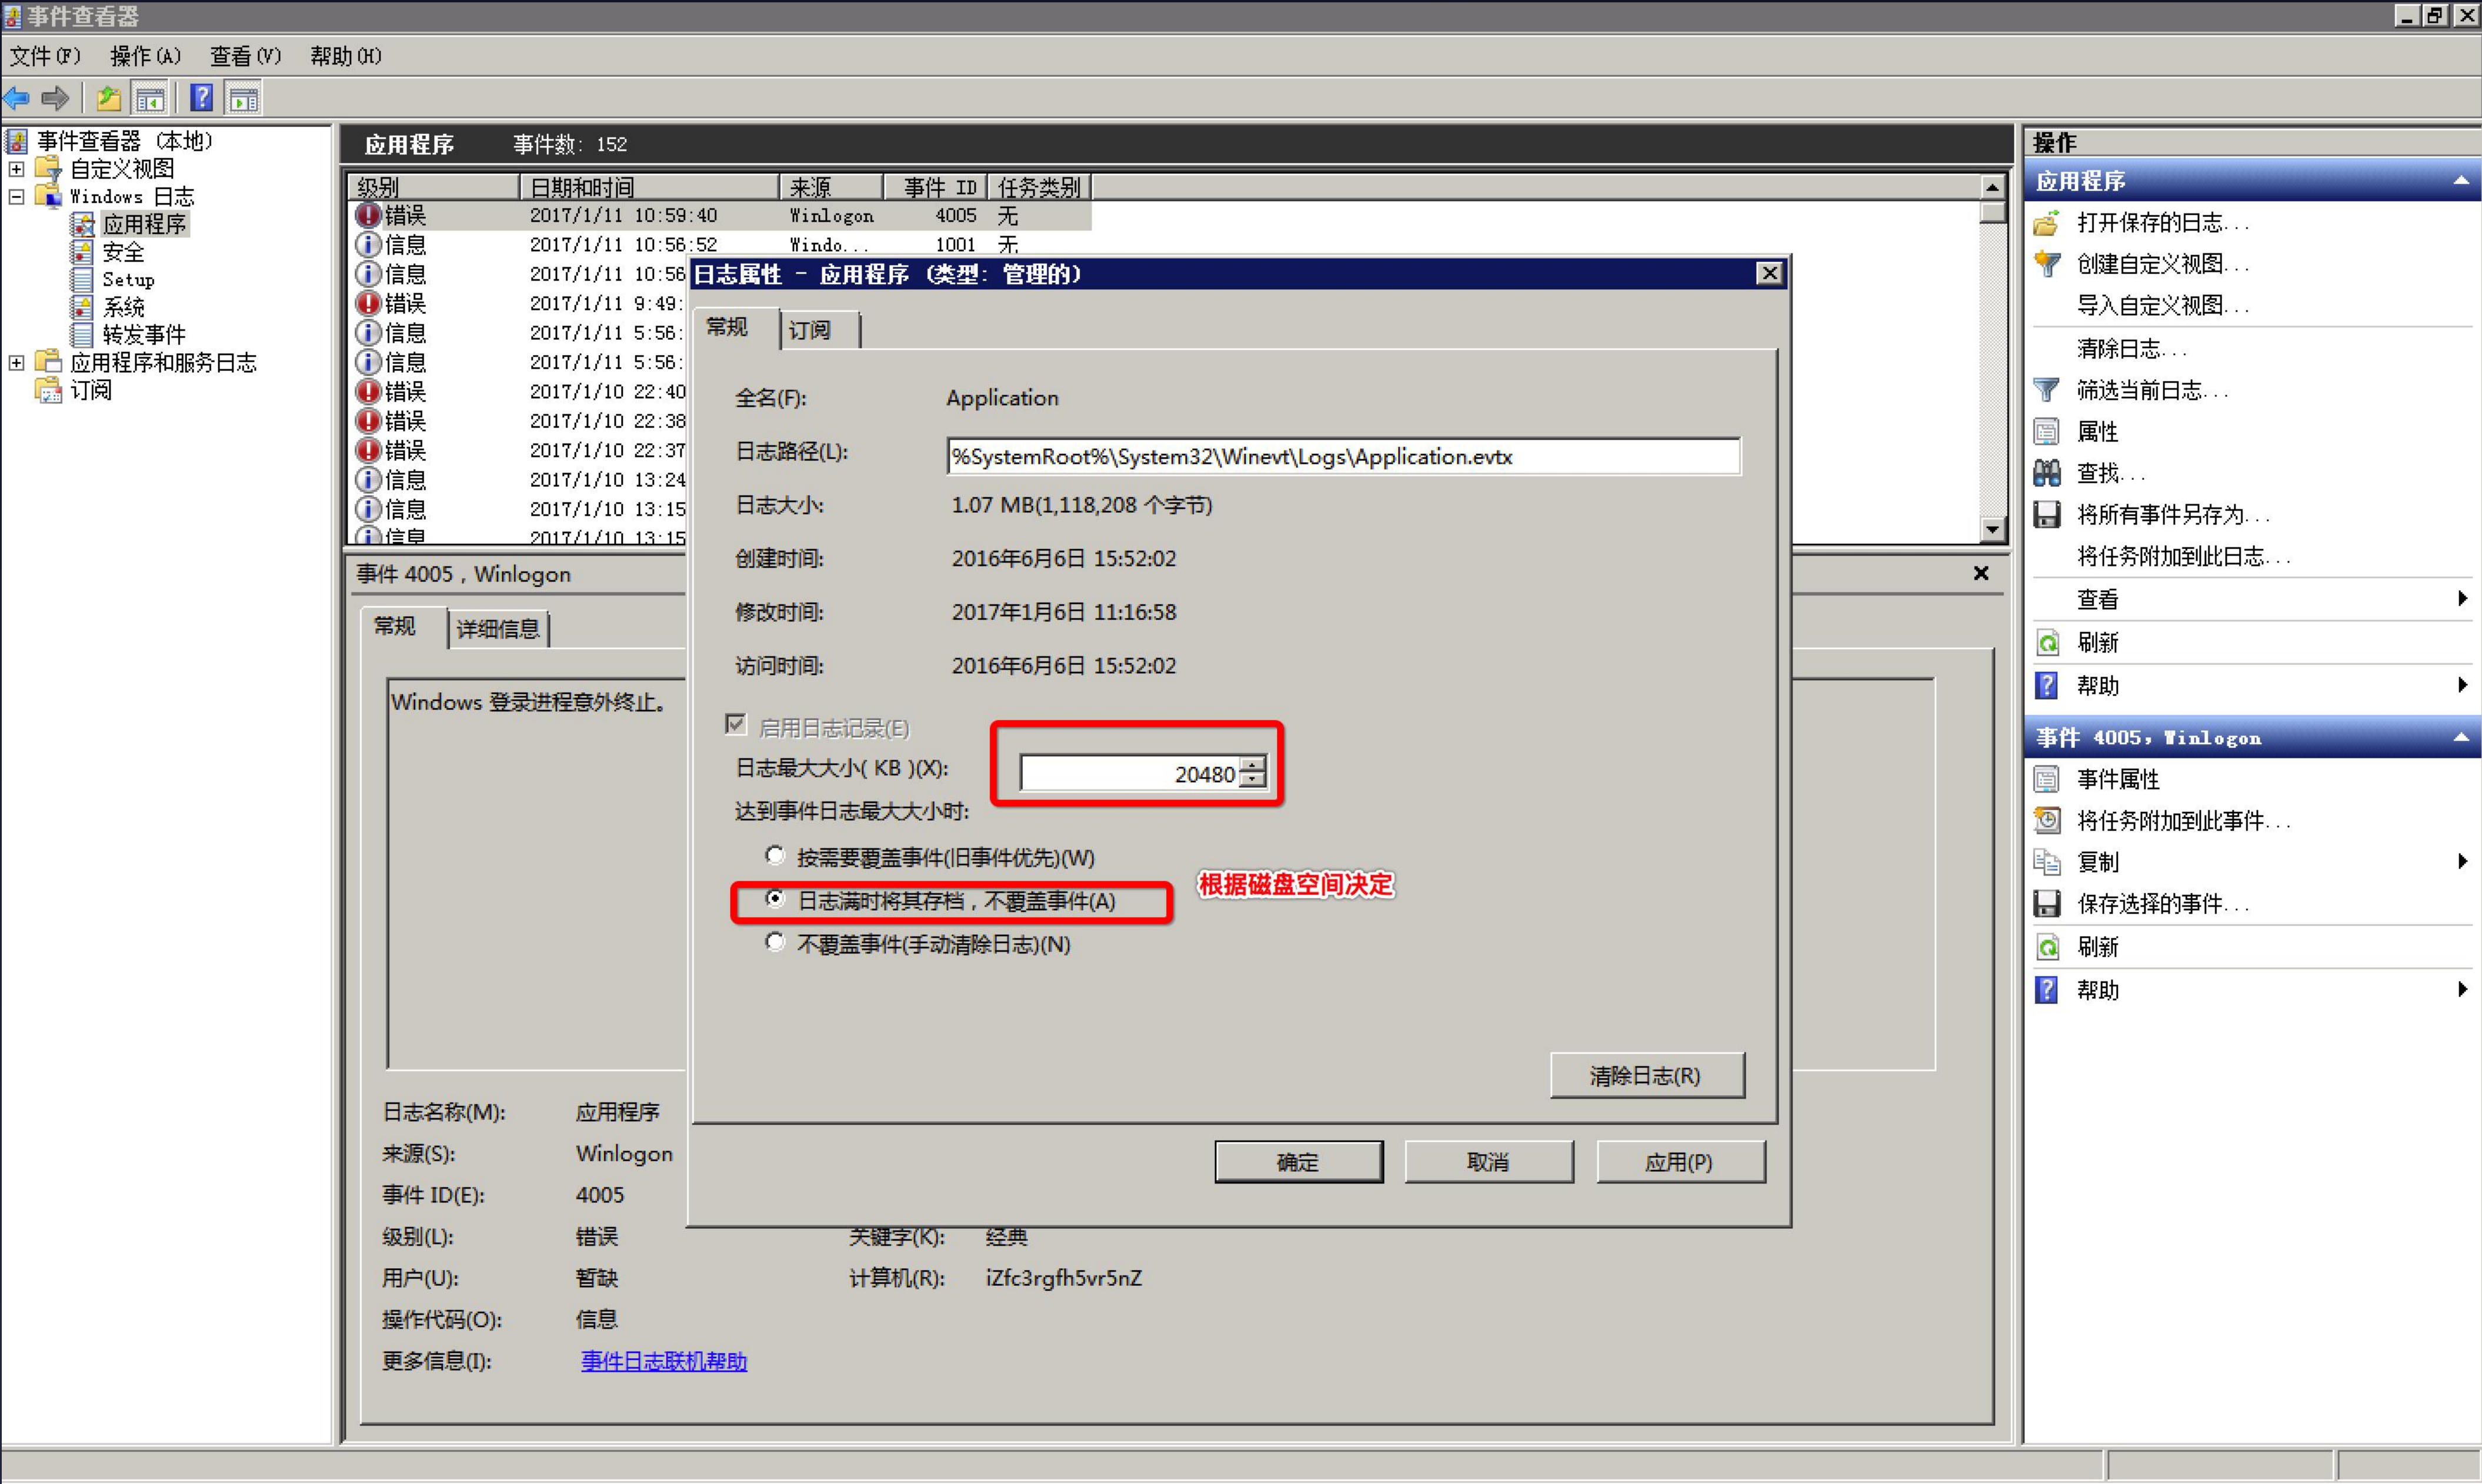 事件查看器
文件(F) 操作(A) 查看(V) 帮助(H)
事件查看器 (本地)
自定义视图
Windows 日志
应用程序
安全
Setup
系统
转发事件
应用程序和服务日志
订阅
应用程序 事件数: 152
级别 日期和时间 来源 事件 ID 任务类别
错误 2017/1/11 10:59:40 Winlogon 4005 无
信息 2017/1/11 10:56:52 Windo... 1001 无
信息 2017/1/11 10:56
错误 2017/1/11 9:49:
信息 2017/1/11 5:56:
信息 2017/1/11 5:56:
错误 2017/1/10 22:40
错误 2017/1/10 22:38
错误 2017/1/10 22:37
信息 2017/1/10 13:24
信息 2017/1/10 13:15
信息 2017/1/10 13:15
事件 4005，Winlogon
常规 详细信息
Windows 登录进程意外终止。
日志名称(M): 应用程序
来源(S): Winlogon
事件 ID(E): 4005
级别(L): 错误 关键字(K): 经典
用户(U): 暂缺 计算机(R): iZfc3rgfh5vr5nZ
操作代码(O): 信息
更多信息(I): 事件日志联机帮助
日志属性 - 应用程序 (类型: 管理的)
常规 订阅
全名(F): Application
日志路径(L): %SystemRoot%\System32\Winevt\Logs\Application.evtx
日志大小: 1.07 MB(1,118,208 个字节)
创建时间: 2016年6月6日 15:52:02
修改时间: 2017年1月6日 11:16:58
访问时间: 2016年6月6日 15:52:02
启用日志记录(E)
日志最大大小( KB )(X): 20480
达到事件日志最大大小时:
按需要覆盖事件(旧事件优先)(W)
日志满时将其存档，不覆盖事件(A)
根据磁盘空间决定
不覆盖事件(手动清除日志)(N)
清除日志(R)
确定 取消 应用(P)
操作
应用程序
打开保存的日志...
创建自定义视图...
导入自定义视图...
清除日志...
筛选当前日志...
属性
查找...
将所有事件另存为...
将任务附加到此日志...
查看
刷新
帮助
事件 4005，Winlogon
事件属性
将任务附加到此事件...
复制
保存选择的事件...
刷新
帮助